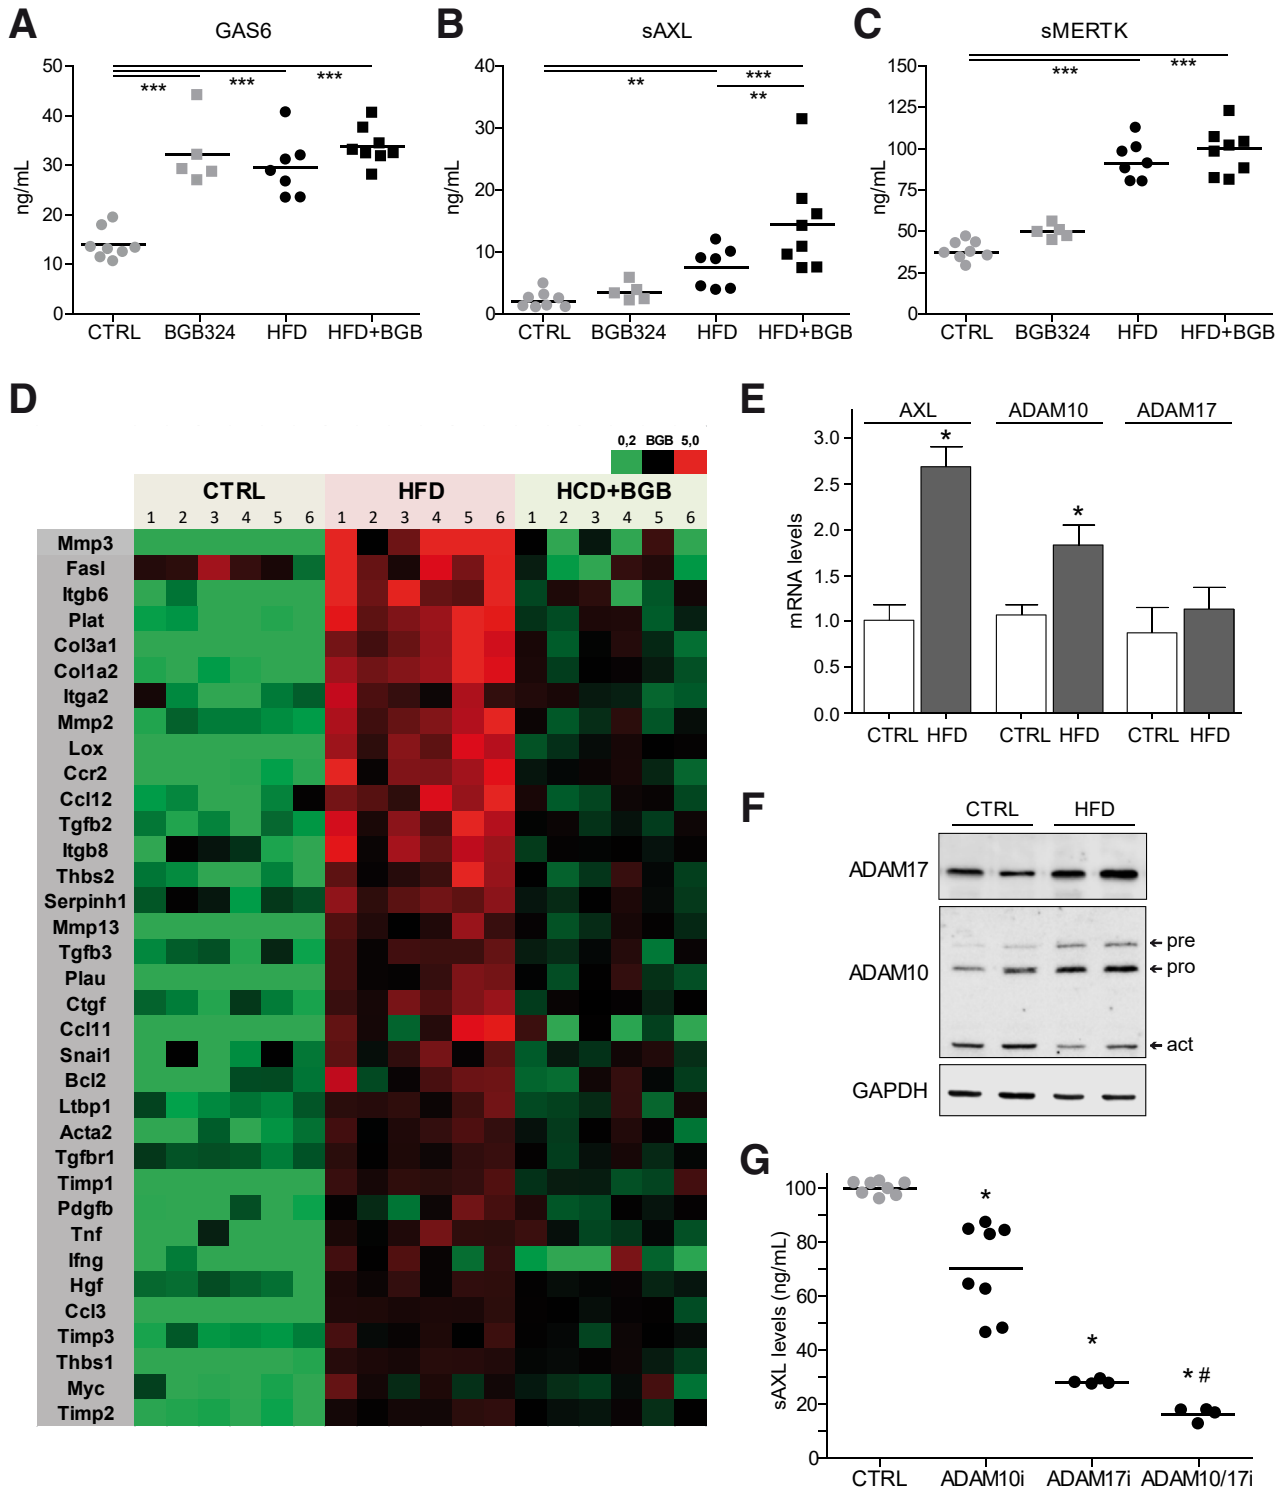 A
GAS6
50
40
30
20
10
0
ng/mL
***
***
***
CTRL
BGB324
HFD
HFD+BGB
B
sAXL
40
30
20
10
0
ng/mL
**
***
**
CTRL
BGB324
HFD
HFD+BGB
C
sMERTK
150
125
100
75
50
25
0
ng/mL
***
***
CTRL
BGB324
HFD
HFD+BGB
D
0,2 BGB 5,0
CTRL HFD HCD+BGB
1 2 3 4 5 6 1 2 3 4 5 6 1 2 3 4 5 6
Mmp3
Fasl
Itgb6
Plat
Col3a1
Col1a2
Itga2
Mmp2
Lox
Ccr2
Ccl12
Tgfb2
Itgb8
Thbs2
Serpinh1
Mmp13
Tgfb3
Plau
Ctgf
Ccl11
Snai1
Bcl2
Ltbp1
Acta2
Tgfbr1
Timp1
Pdgfb
Tnf
Ifng
Hgf
Ccl3
Timp3
Thbs1
Myc
Timp2
E
AXL ADAM10 ADAM17
3.0
2.5
2.0
1.5
1.0
0.5
0.0
mRNA levels
*
*
CTRL HFD CTRL HFD CTRL HFD
F
CTRL HFD
ADAM17
ADAM10
pre
pro
act
GAPDH
G
100
80
60
40
20
0
sAXL levels (ng/mL)
*
*
* #
CTRL ADAM10i ADAM17i ADAM10/17i